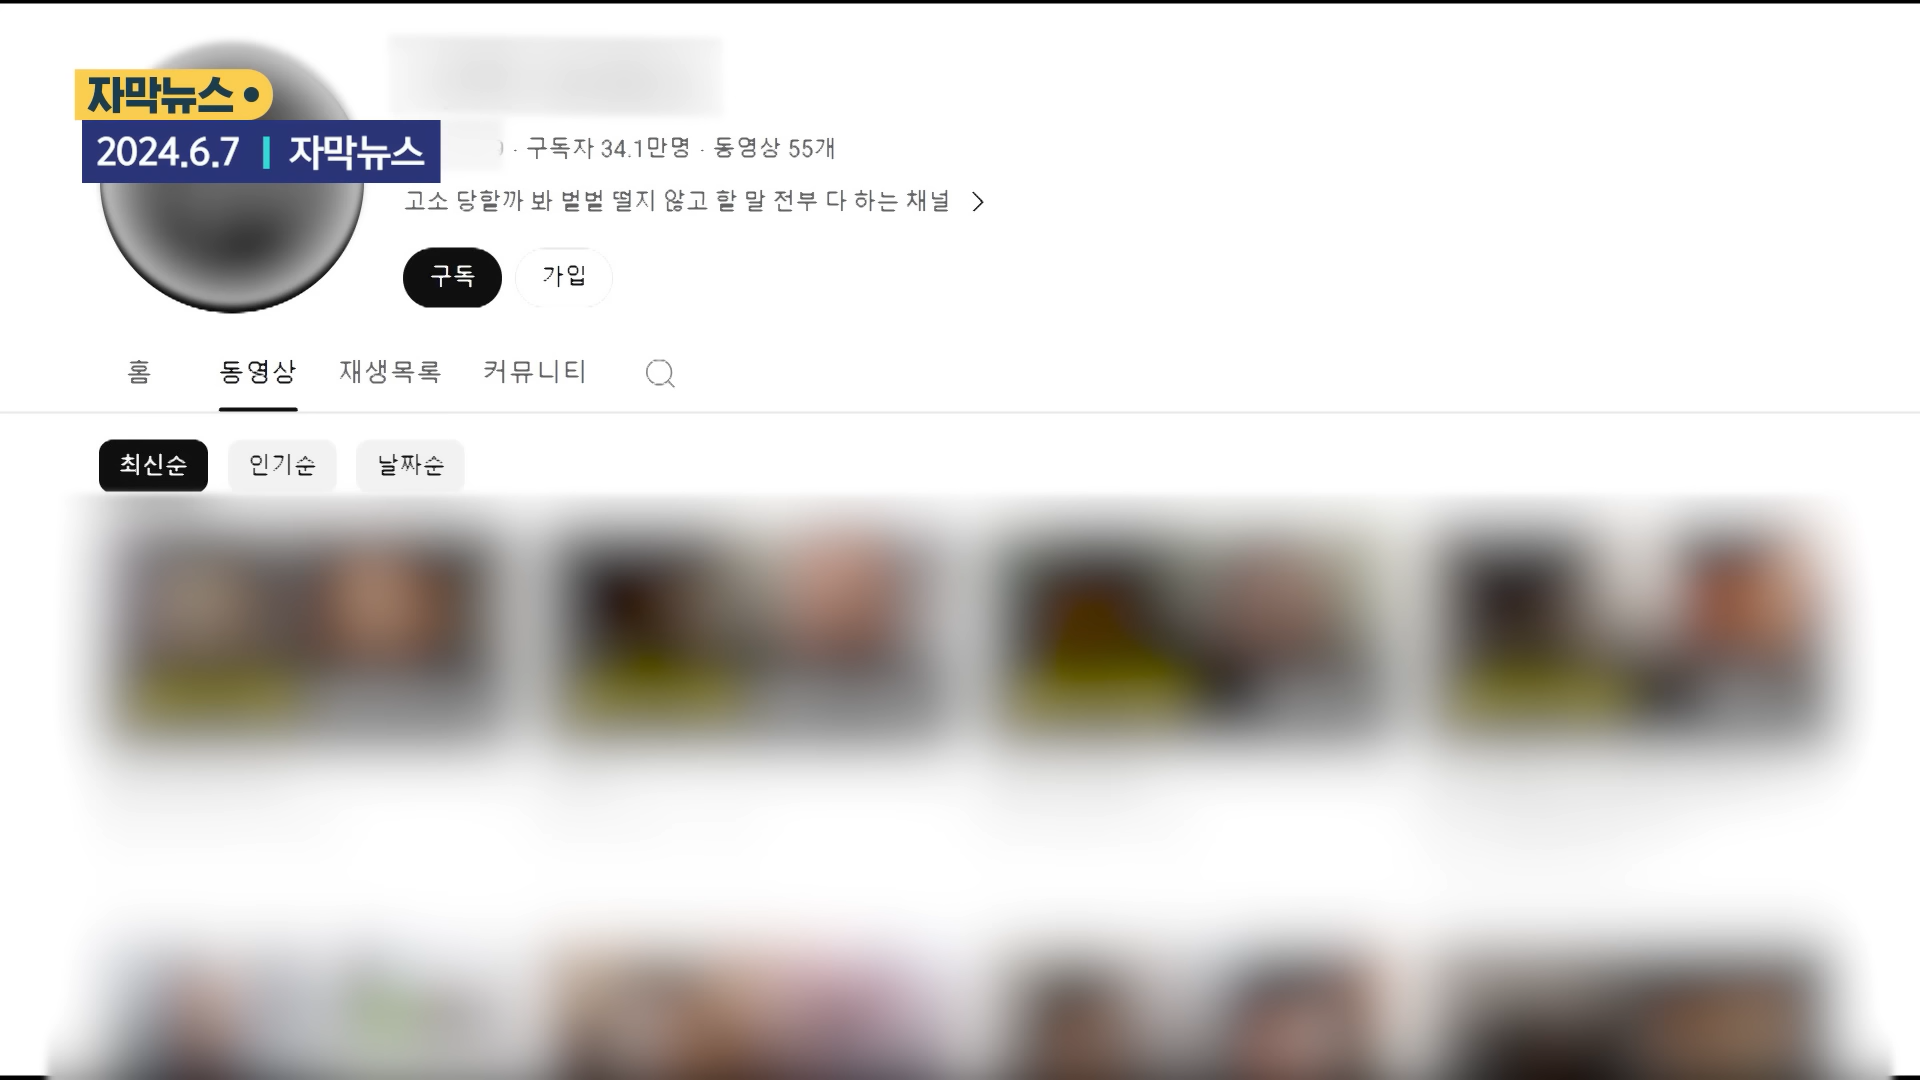 자막뉴스
2024.6.7 | 자막뉴스
· 구독자 34.1만명 · 동영상 55개
고소 당할까 봐 벌벌 떨지 않고 할 말 전부 다 하는 채널 >
구독 가입
홈 동영상 재생목록 커뮤니티
최신순 인기순 날짜순